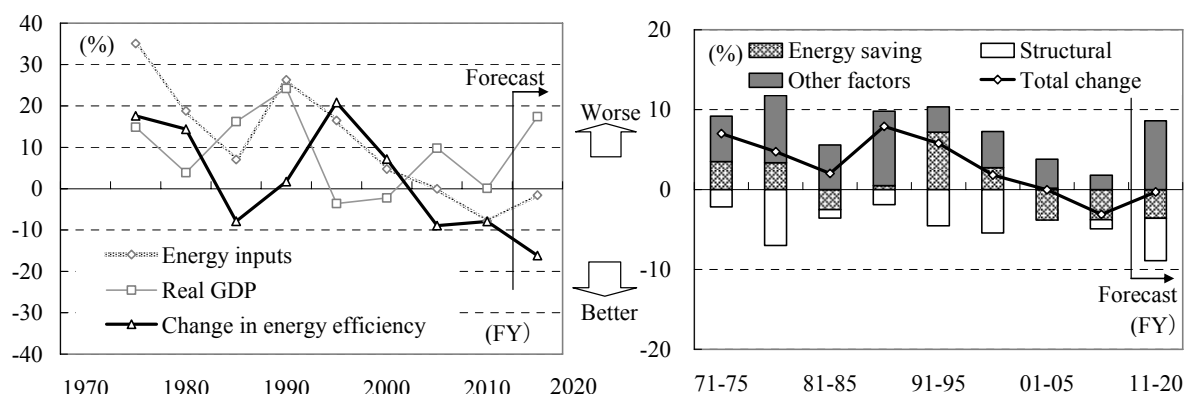 40
30
20
10
0
-10
-20
-30
-40
(%)
Forecast
Energy inputs
Real GDP
Change in energy efficiency
(FY)
1970
1980
1990
2000
2010
2020
Worse
Better
20
10
0
-10
-20
(%)
Energy saving
Structural
Other factors
Total change
Forecast
(FY)
71-75
81-85
91-95
01-05
11-20